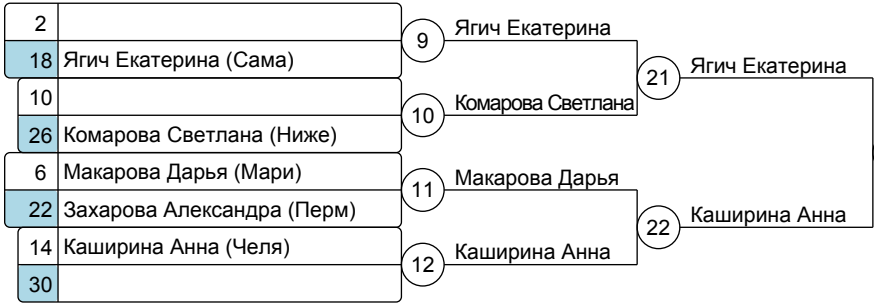 2
9
Ягич Екатерина
18 Ягич Екатерина (Сама)
21
Ягич Екатерина
10
10
Комарова Светлана
26 Комарова Светлана (Ниже)
6 Макарова Дарья (Мари)
11
Макарова Дарья
22 Захарова Александра (Перм)
22
Каширина Анна
14 Каширина Анна (Челя)
12
Каширина Анна
30